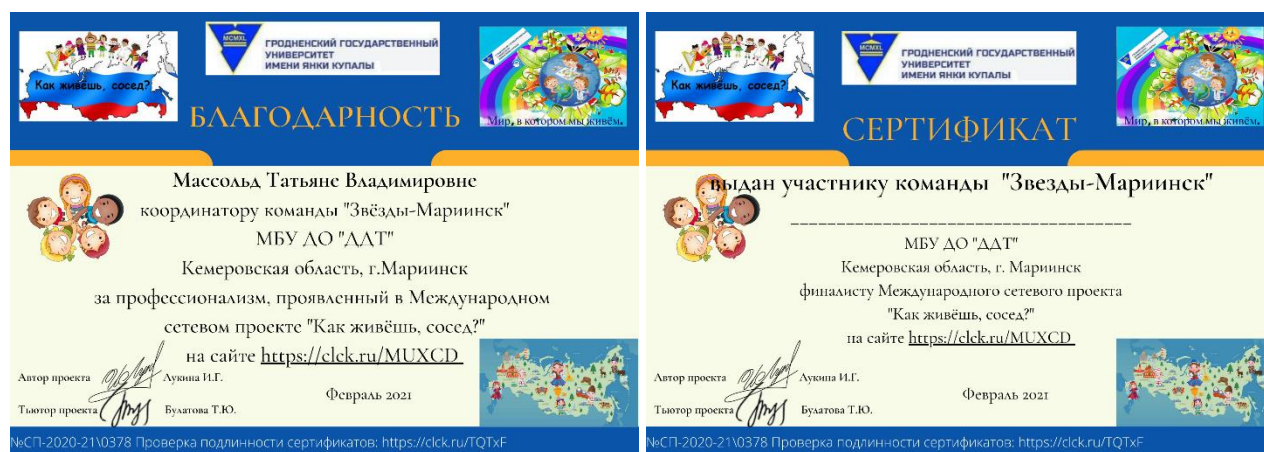 Как живёшь, сосед?
MCMXL
ГРОДНЕНСКИЙ ГОСУДАРСТВЕННЫЙ
УНИВЕРСИТЕТ
ИМЕНИ ЯНКИ КУПАЛЫ
Мир, в котором мы живём.
БЛАГОДАРНОСТЬ
Массольд Татьяне Владимировне
координатору команды "Звёзды-Мариинск"
МБУ ДО "ДДТ"
Кемеровская область, г.Мариинск
за профессионализм, проявленный в Международном
сетевом проекте "Как живёшь, сосед?"
на сайте https://clck.ru/MUXCD
Автор проекта Лукина И.Г.
Февраль 2021
Тьютор проекта Булатова Т.Ю.
№СП-2020-21\0378 Проверка подлинности сертификатов: https://clck.ru/TQTxF
Как живёшь, сосед?
MCMXL
ГРОДНЕНСКИЙ ГОСУДАРСТВЕННЫЙ
УНИВЕРСИТЕТ
ИМЕНИ ЯНКИ КУПАЛЫ
Мир, в котором мы живём.
СЕРТИФИКАТ
выдан участнику команды "Звезды-Мариинск"
МБУ ДО "ДДТ"
Кемеровская область, г. Мариинск
финалисту Международного сетевого проекта
"Как живёшь, сосед?"
на сайте https://clck.ru/MUXCD
Автор проекта Лукина И.Г.
Февраль 2021
Тьютор проекта Булатова Т.Ю.
№СП-2020-21\0378 Проверка подлинности сертификатов: https://clck.ru/TQTxF